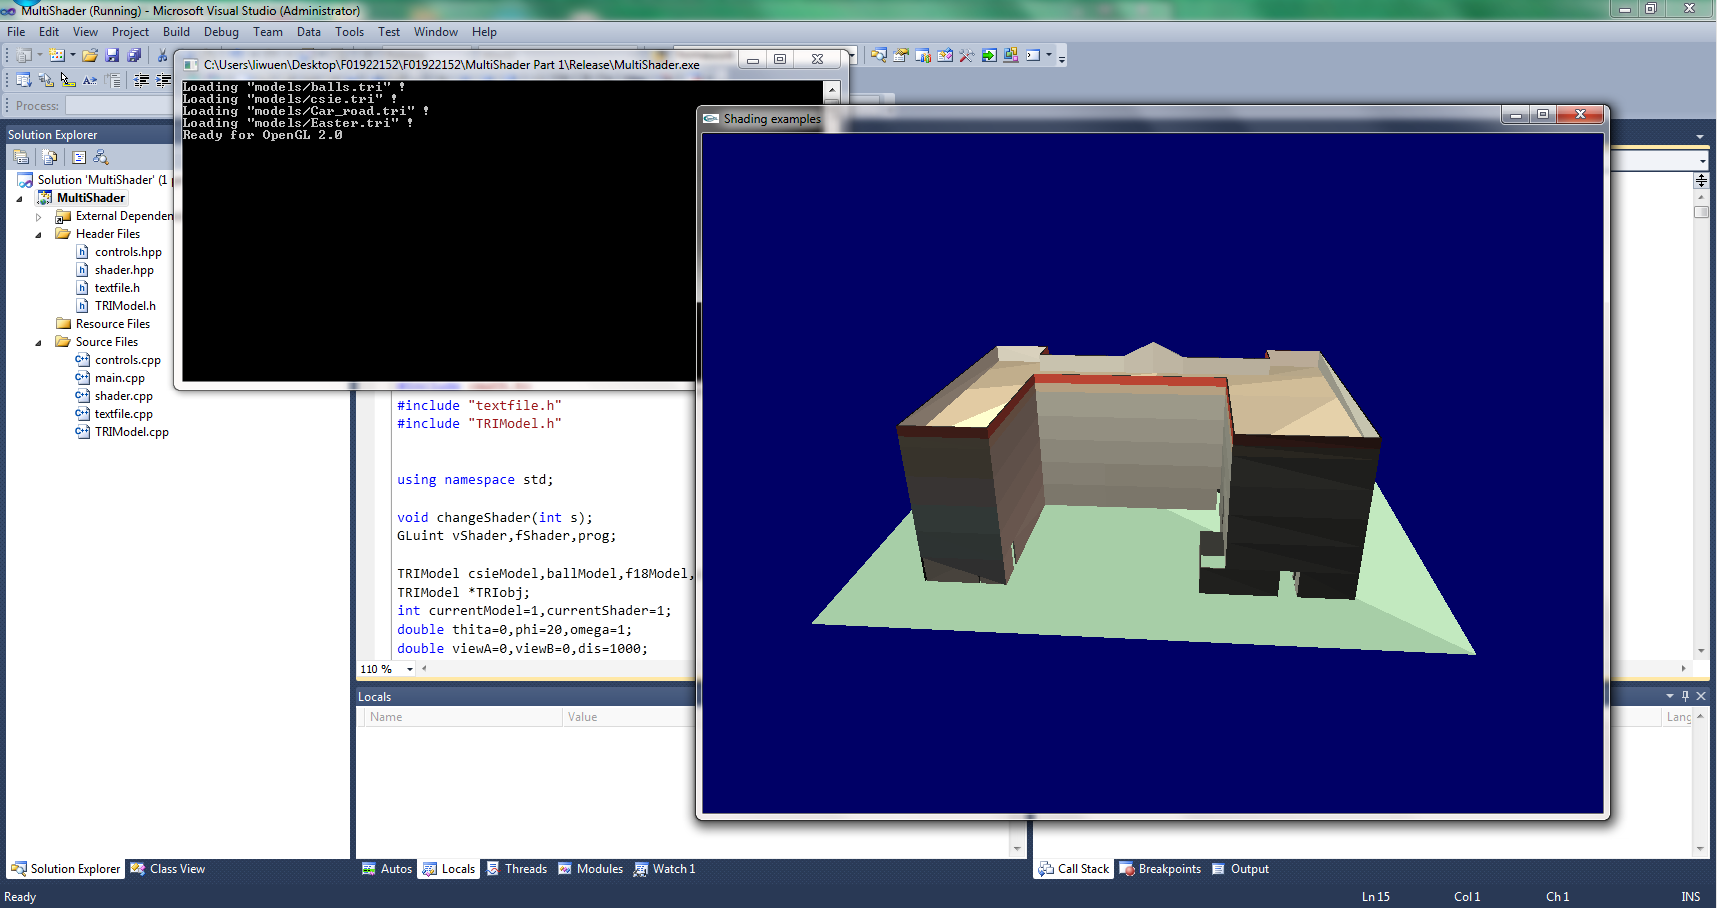 MultiShader (Running) - Microsoft Visual Studio (Administrator)
File Edit View Project Build Debug Team Data Tools Test Window Help
Process:
C:\Users\liwuen\Desktop\F01922152\F01922152\MultiShader Part 1\Release\MultiShader.exe
Loading "models/balls.tri" !
Loading "models/csie.tri" !
Loading "models/Car_road.tri" !
Loading "models/Easter.tri" !
Ready for OpenGL 2.0
Shading examples
Solution Explorer
Solution 'MultiShader' (1
MultiShader
External Dependen
Header Files
controls.hpp
shader.hpp
textfile.h
TRIModel.h
Resource Files
Source Files
controls.cpp
main.cpp
shader.cpp
textfile.cpp
TRIModel.cpp
#include "textfile.h"
#include "TRIModel.h"
using namespace std;
void changeShader(int s);
GLuint vShader,fShader,prog;
TRIModel csieModel,ballModel,f18Model,
TRIModel *TRIobj;
int currentModel=1,currentShader=1;
double thita=0,phi=20,omega=1;
double viewA=0,viewB=0,dis=1000;
110 %
Locals
Name Value
Lang
Solution Explorer Class View
Autos Locals Threads Modules Watch 1
Call Stack Breakpoints Output
Ready Ln 15 Col 1 Ch 1 INS